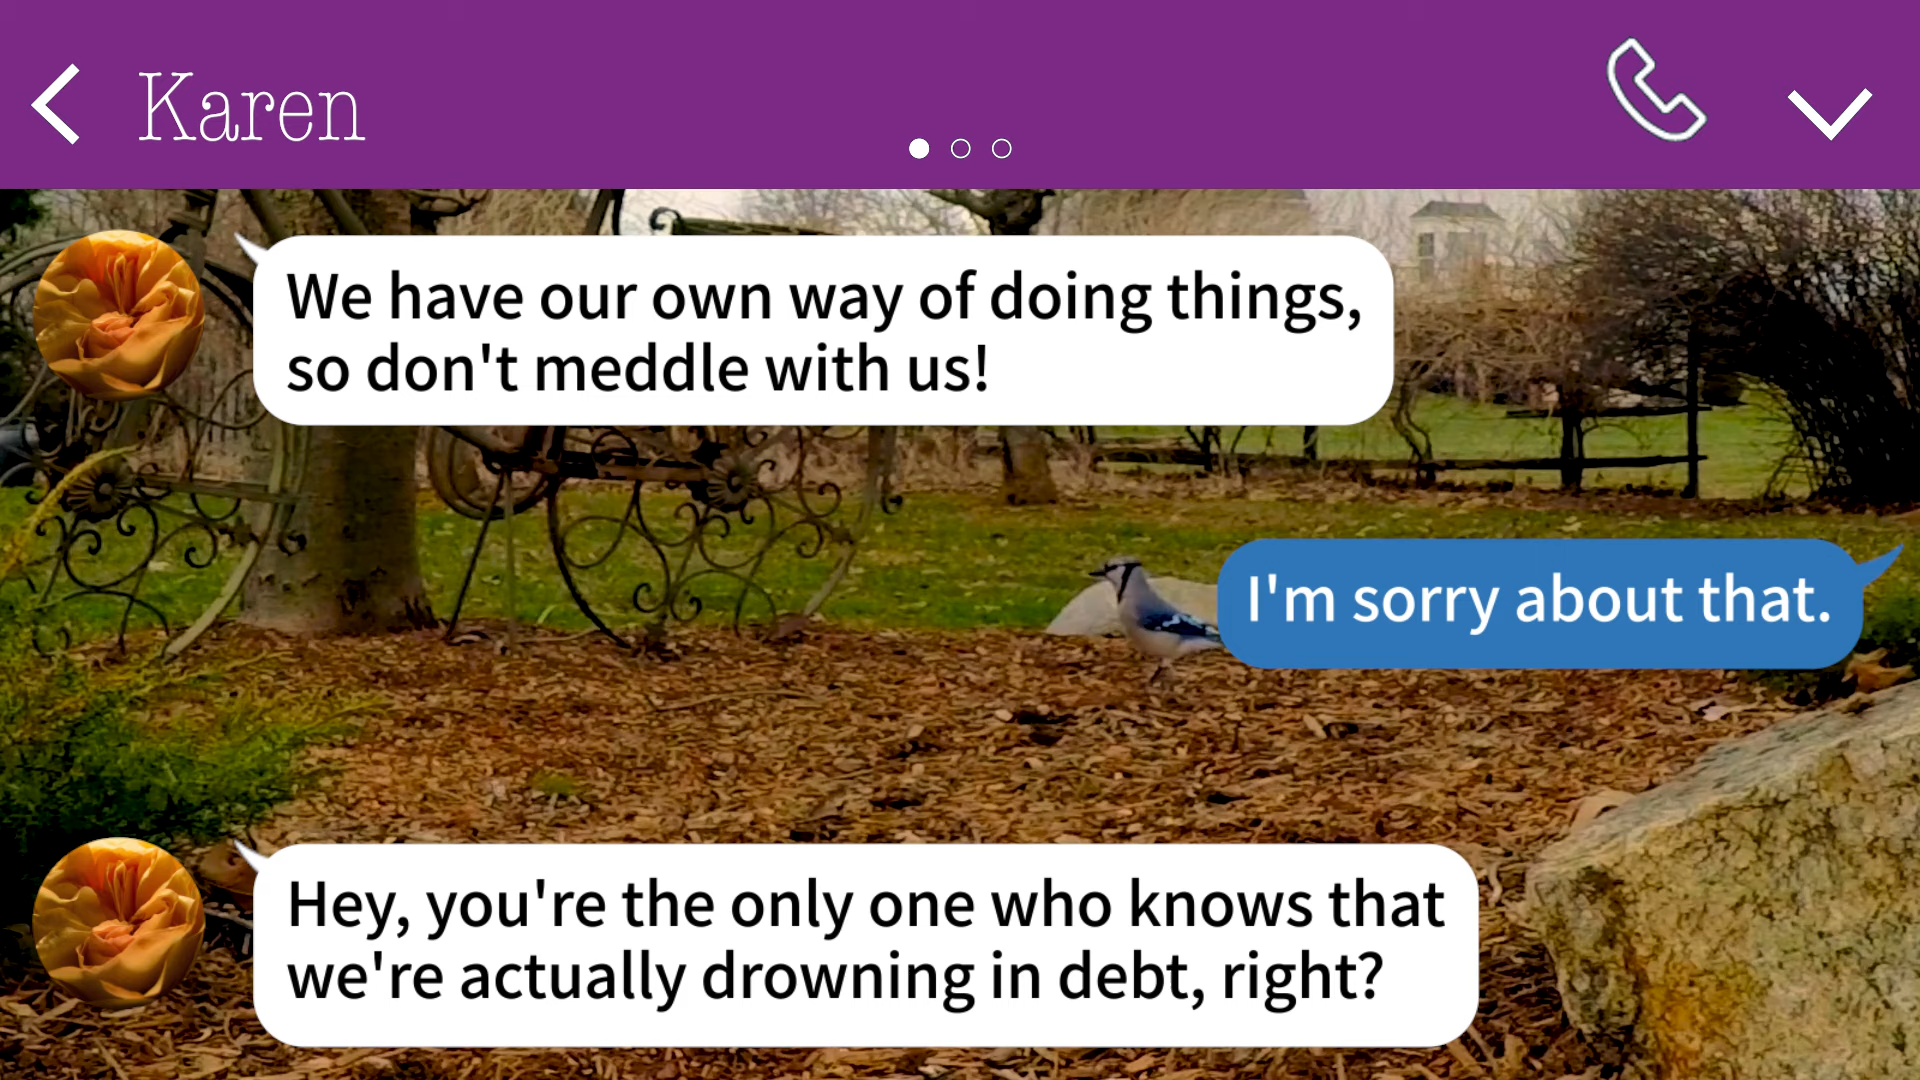 Karen
We have our own way of doing things,
so don't meddle with us!
I'm sorry about that.
Hey, you're the only one who knows that
we're actually drowning in debt, right?